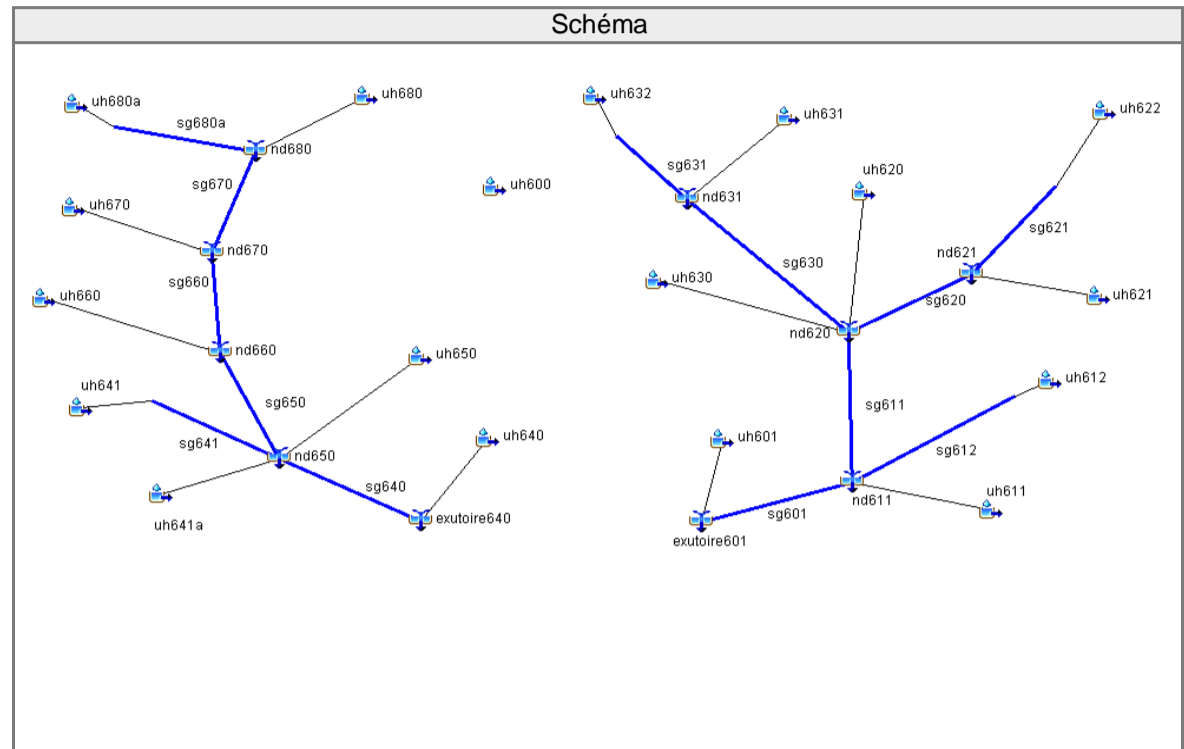 Schéma
uh680a
uh680
sg680a
nd680
sg670
uh670
nd670
sg660
uh660
nd660
uh650
uh641
sg650
sg641
nd650
uh640
sg640
uh641a
exutoire640
uh600
uh632
uh631
uh622
sg631
nd631
uh620
sg621
sg630
nd621
uh630
uh621
sg620
nd620
uh612
sg611
uh601
sg612
nd611
uh611
sg601
exutoire601